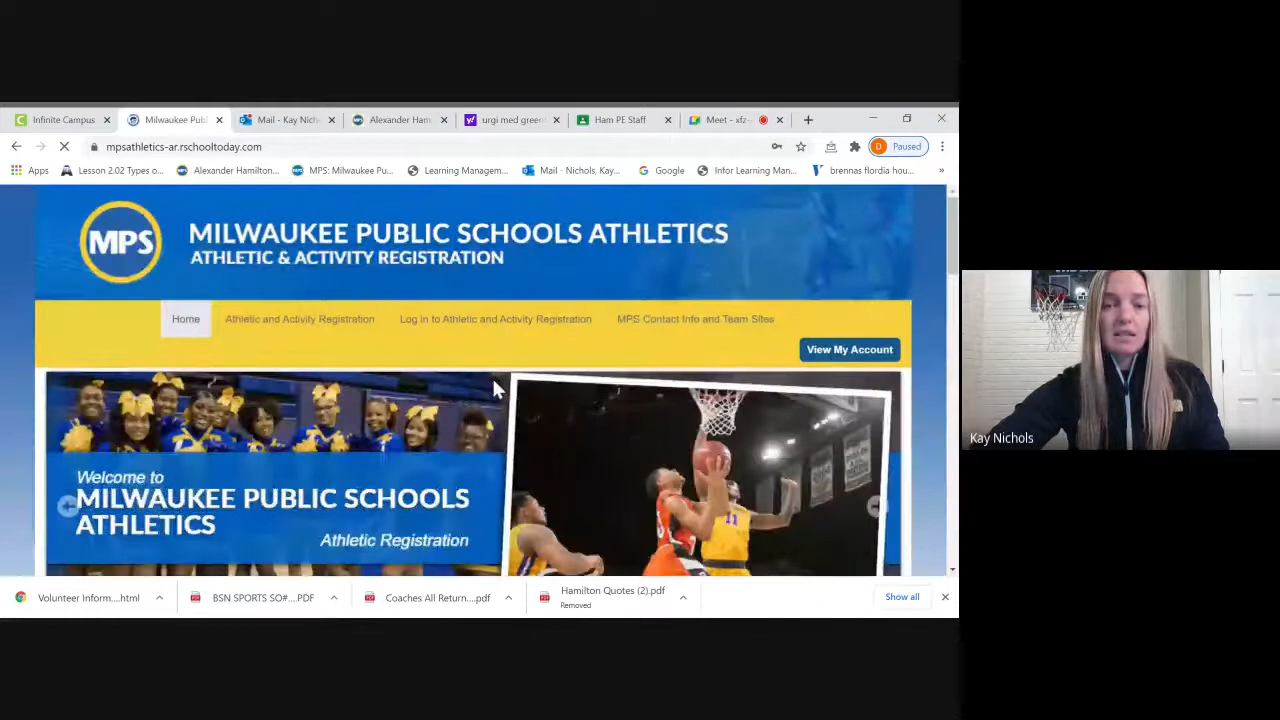 Infinite Campus
Milwaukee Publ
Mail - Kay Nich
Alexander Ham
urgi med green
Ham PE Staff
Meet - xfz-
mpsathletics-ar.rschooltoday.com
Paused
Apps
Lesson 2.02 Types o...
Alexander Hamilton...
MPS: Milwaukee Pu...
Learning Managem...
Mail - Nichols, Kay...
Google
Infor Learning Man...
brennas flordia hou...
MPS
MILWAUKEE PUBLIC SCHOOLS ATHLETICS
ATHLETIC & ACTIVITY REGISTRATION
Home
Athletic and Activity Registration
Log in to Athletic and Activity Registration
MPS Contact Info and Team Sites
View My Account
Welcome to
MILWAUKEE PUBLIC SCHOOLS
ATHLETICS
Athletic Registration
11
Kay Nichols
Volunteer Inform....html
BSN SPORTS SO#....PDF
Coaches All Return....pdf
Hamilton Quotes (2).pdf
Removed
Show all